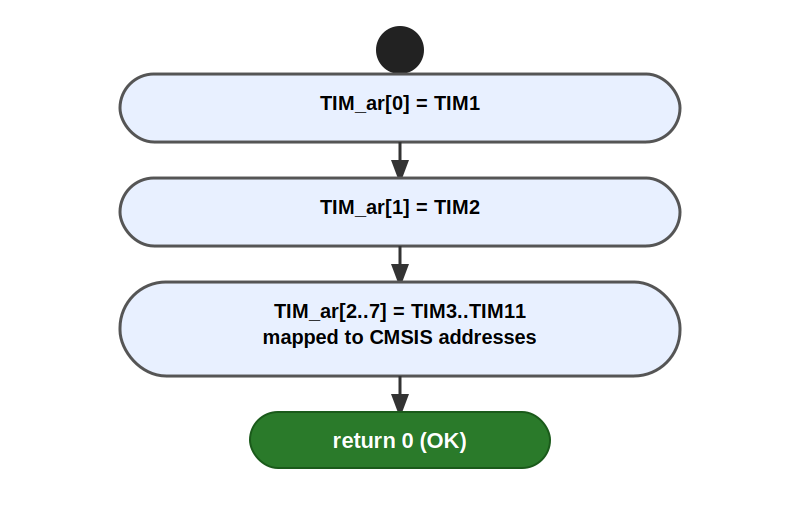 TIM_ar[0] = TIM1
TIM_ar[1] = TIM2
TIM_ar[2..7] = TIM3..TIM11
mapped to CMSIS addresses
return 0 (OK)